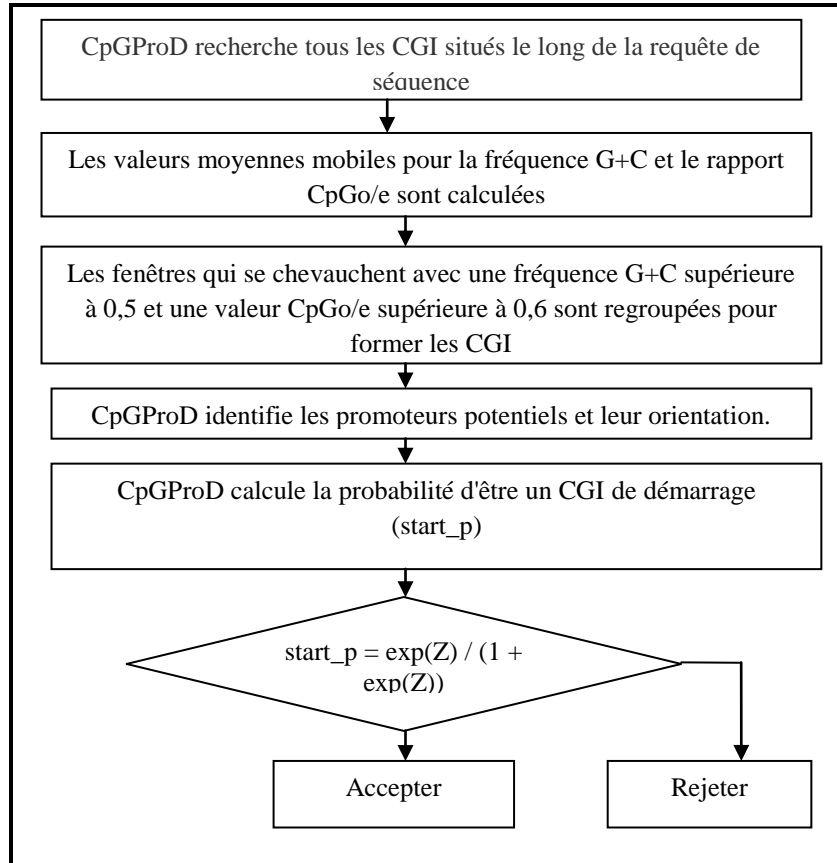 CpGProD recherche tous les CGI situés le long de la requête de
séquence
Les valeurs moyennes mobiles pour la fréquence G+C et le rapport
CpGo/e sont calculées
Les fenêtres qui se chevauchent avec une fréquence G+C supérieure
à 0,5 et une valeur CpGo/e supérieure à 0,6 sont regroupées pour
former les CGI
CpGProD identifie les promoteurs potentiels et leur orientation.
CpGProD calcule la probabilité d'être un CGI de démarrage
(start_p)
start_p = exp(Z) / (1 +
exp(Z))
Accepter
Rejeter